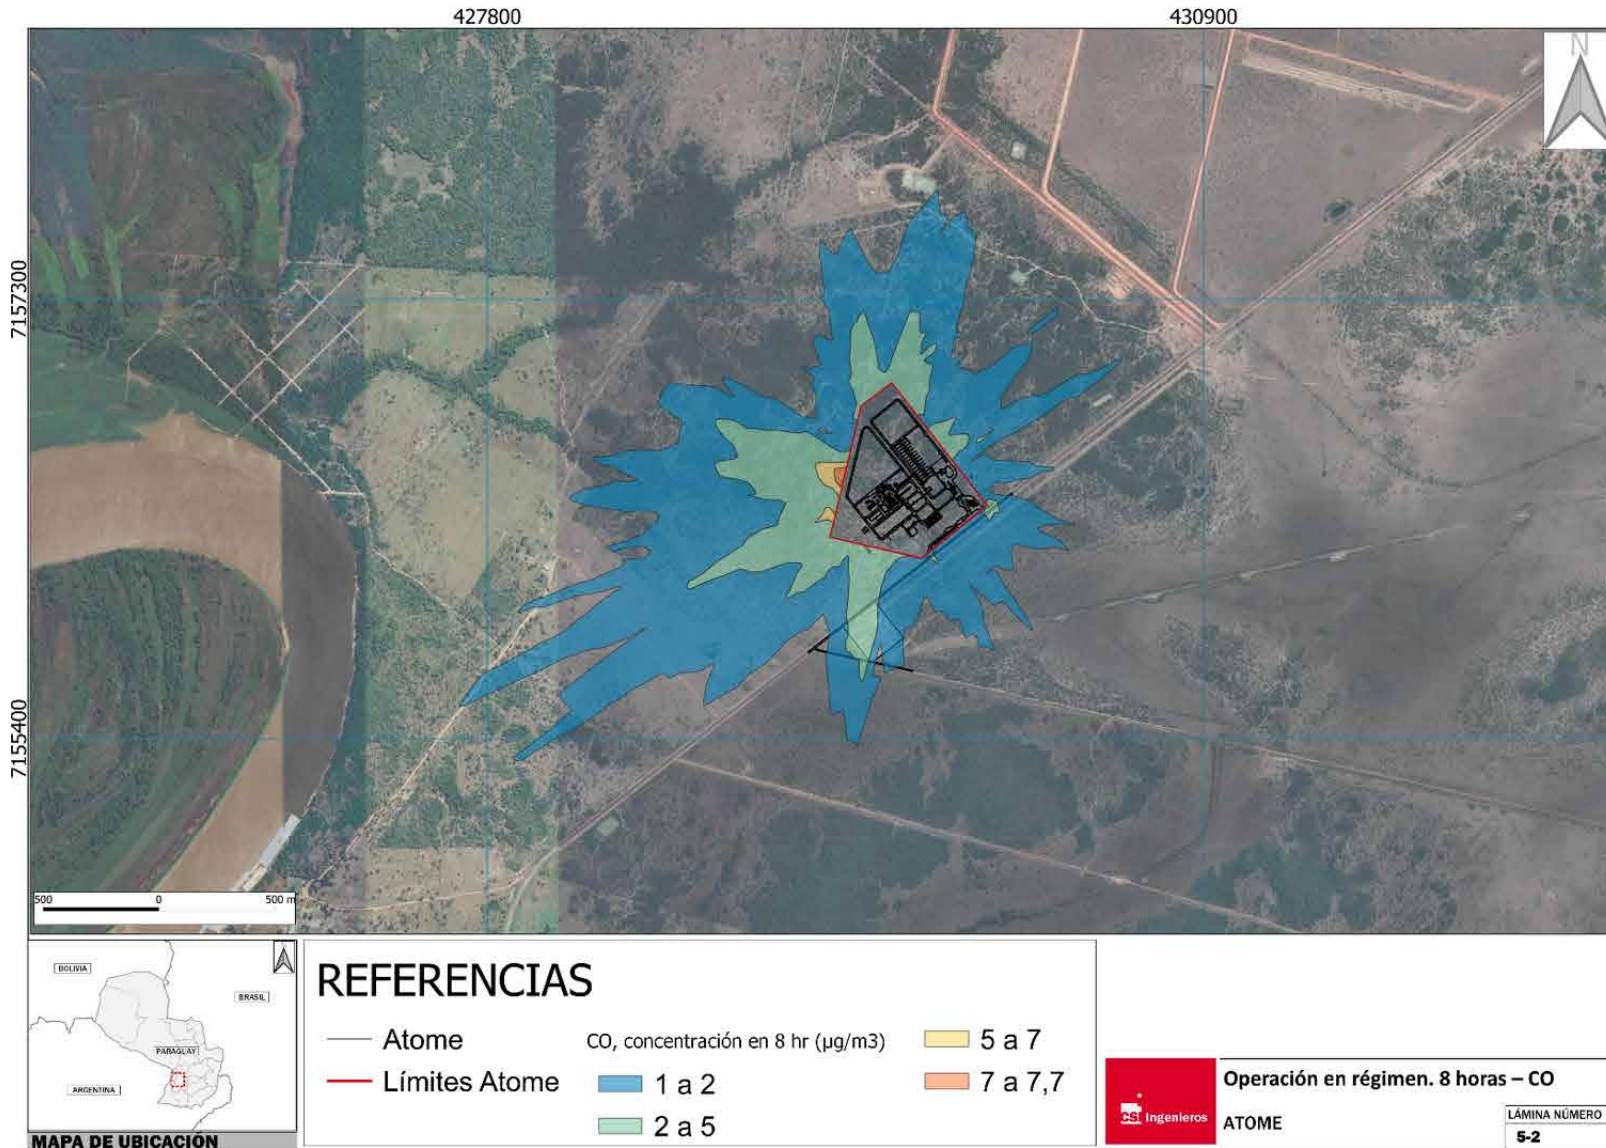 427800
430900
N
7157300
7155400
500
0
500 m
BOLIVIA
BRASIL
PARAGUAY
ARGENTINA
MAPA DE UBICACIÓN
REFERENCIAS
Atome
Límites Atome
CO, concentración en 8 hr (µg/m3)
1 a 2
2 a 5
5 a 7
7 a 7,7
CSI Ingenieros
Operación en régimen. 8 horas – CO
ATOME
LÁMINA NÚMERO
5-2